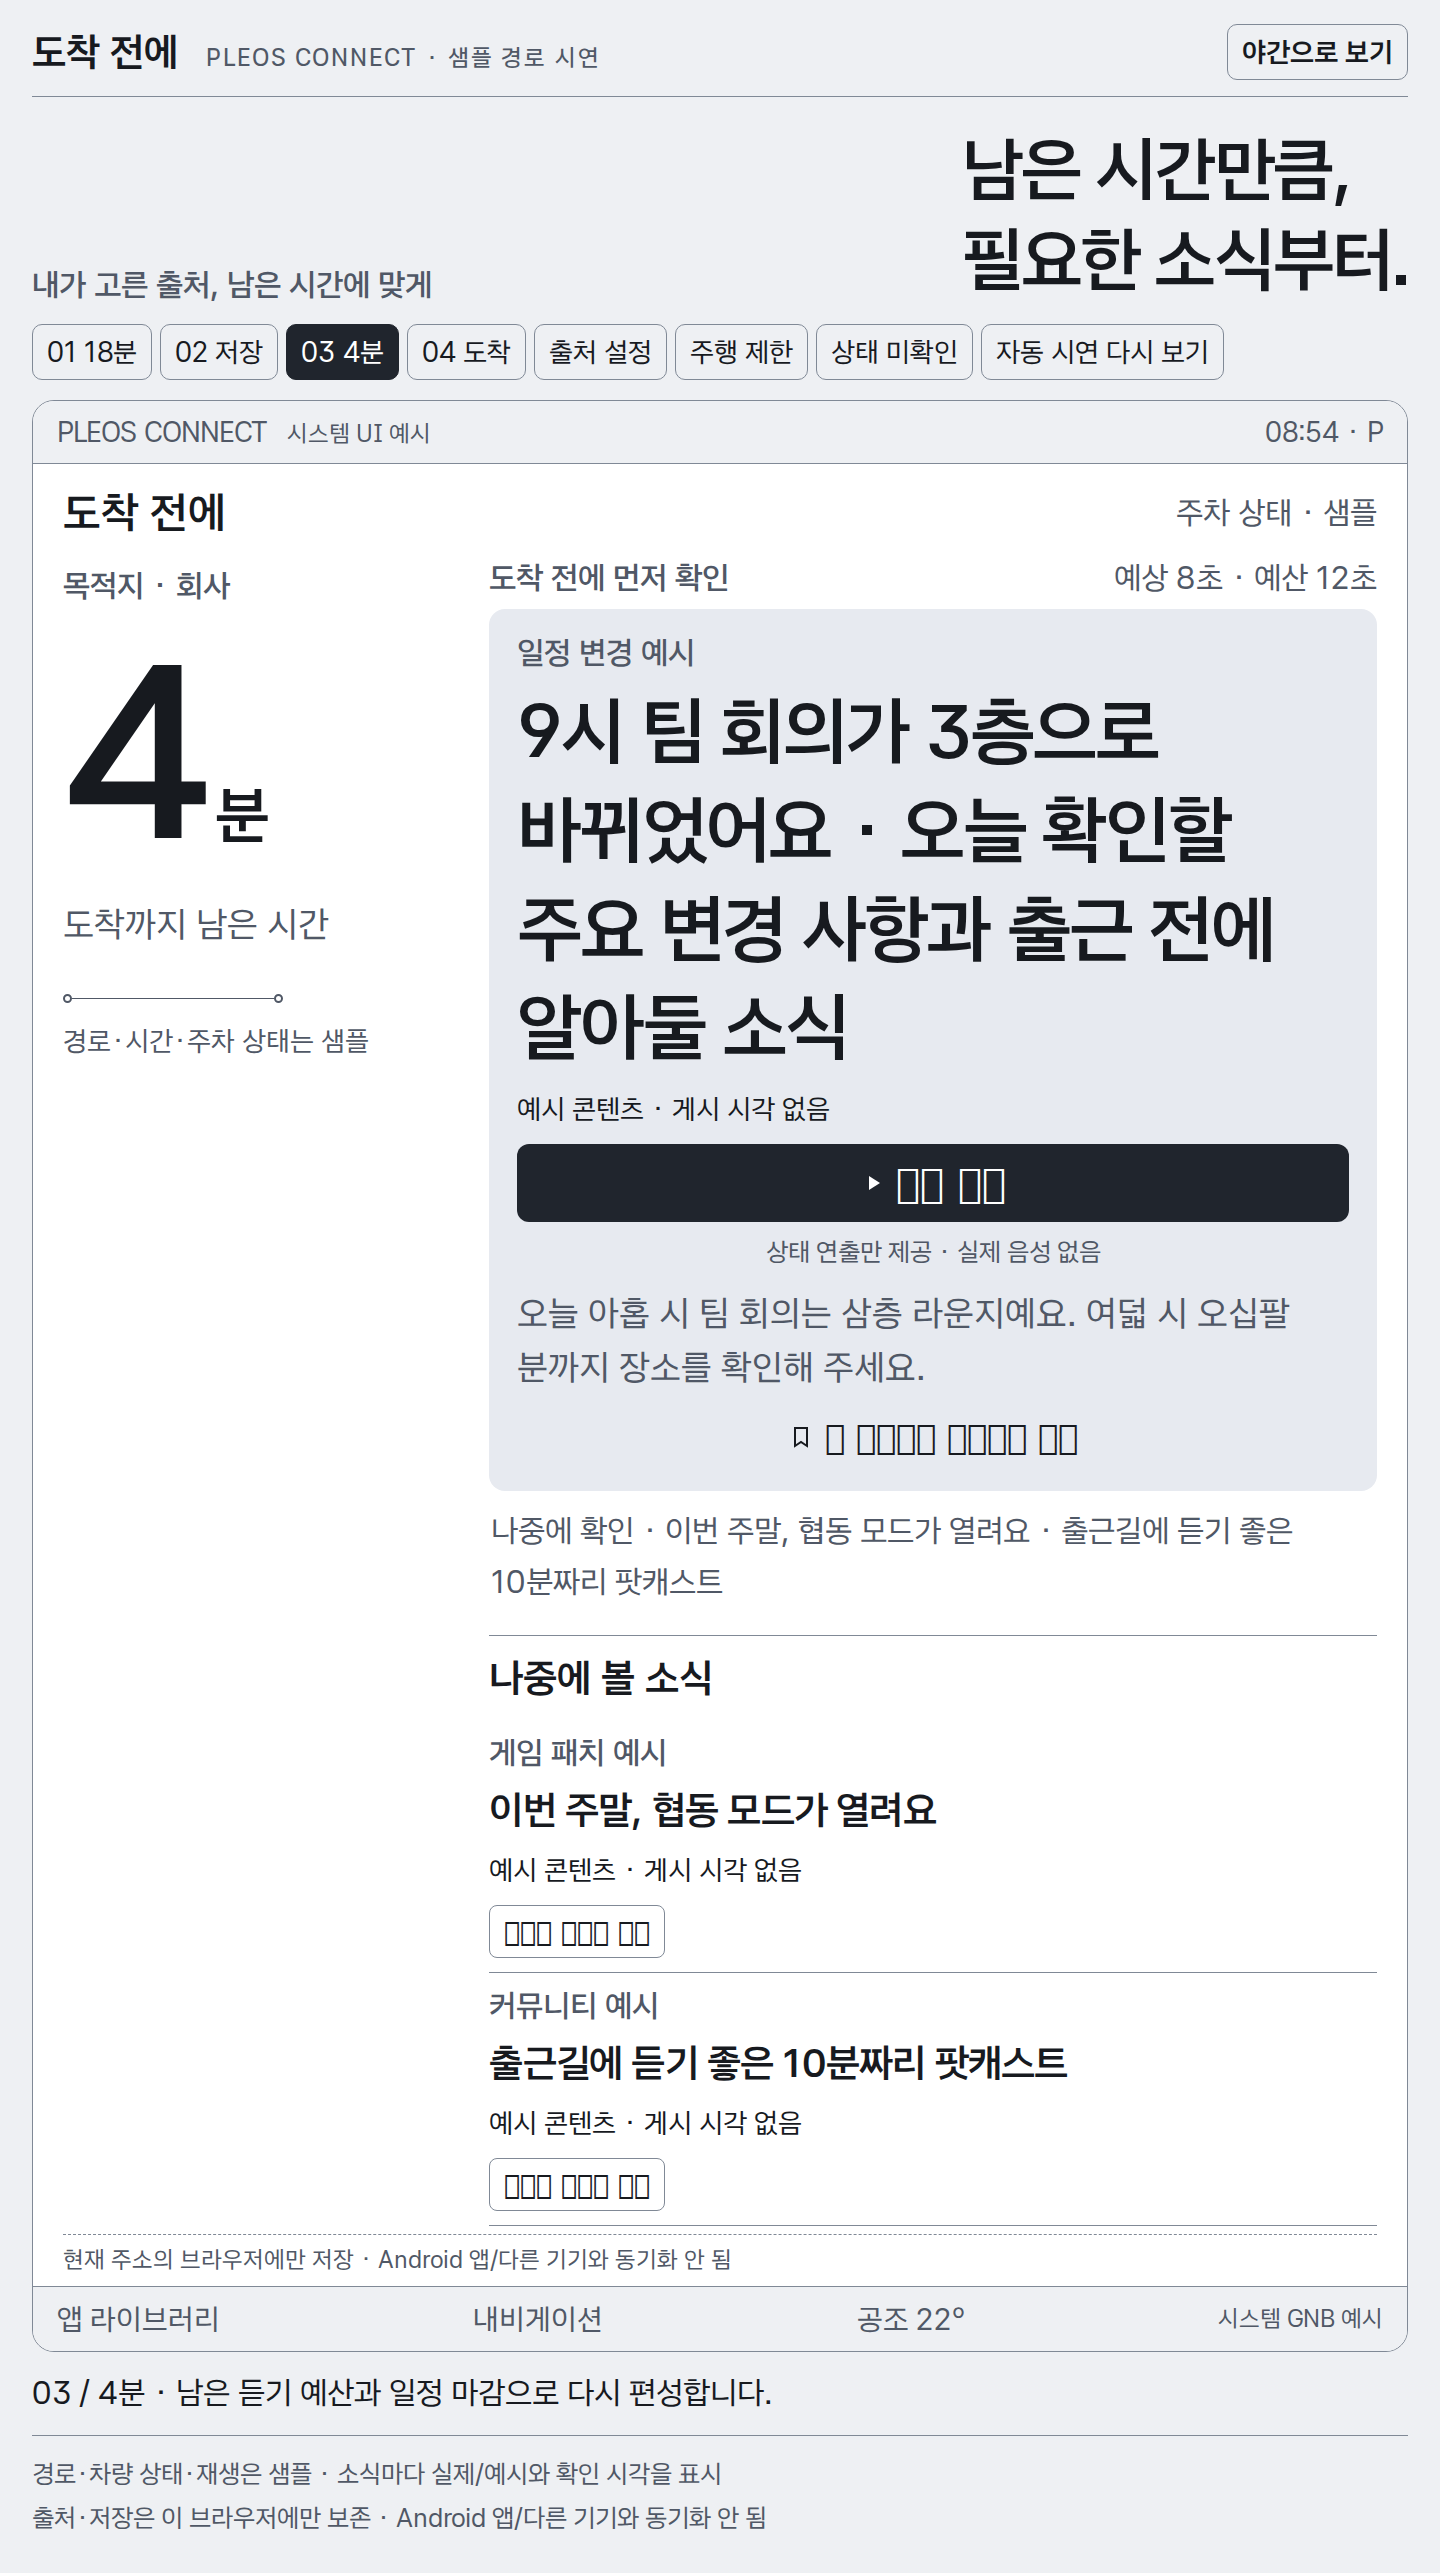 도착 전에 PLEOS CONNECT · 샘플 경로 시연
야간으로 보기
남은 시간만큼,
필요한 소식부터.
내가 고른 출처, 남은 시간에 맞게
01 18분 02 저장 03 4분 04 도착 출처 설정 주행 제한 상태 미확인 자동 시연 다시 보기
PLEOS CONNECT 시스템 UI 예시
08:54 · P
도착 전에
주차 상태 · 샘플
목적지 · 회사
4분
도착까지 남은 시간
경로·시간·주차 상태는 샘플
도착 전에 먼저 확인
예상 8초 · 예산 12초
일정 변경 예시
9시 팀 회의가 3층으로
바뀌었어요 · 오늘 확인할
주요 변경 사항과 출근 전에
알아둘 소식
예시 콘텐츠 · 게시 시각 없음
상태 연출만 제공 · 실제 음성 없음
오늘 아홉 시 팀 회의는 삼층 라운지예요. 여덟 시 오십팔
분까지 장소를 확인해 주세요.
나중에 확인 · 이번 주말, 협동 모드가 열려요 · 출근길에 듣기 좋은
10분짜리 팟캐스트
나중에 볼 소식
게임 패치 예시
이번 주말, 협동 모드가 열려요
예시 콘텐츠 · 게시 시각 없음
커뮤니티 예시
출근길에 듣기 좋은 10분짜리 팟캐스트
예시 콘텐츠 · 게시 시각 없음
현재 주소의 브라우저에만 저장 · Android 앱/다른 기기와 동기화 안 됨
앱 라이브러리 내비게이션 공조 22° 시스템 GNB 예시
03 / 4분 · 남은 듣기 예산과 일정 마감으로 다시 편성합니다.
경로·차량 상태·재생은 샘플 · 소식마다 실제/예시와 확인 시각을 표시
출처·저장은 이 브라우저에만 보존 · Android 앱/다른 기기와 동기화 안 됨